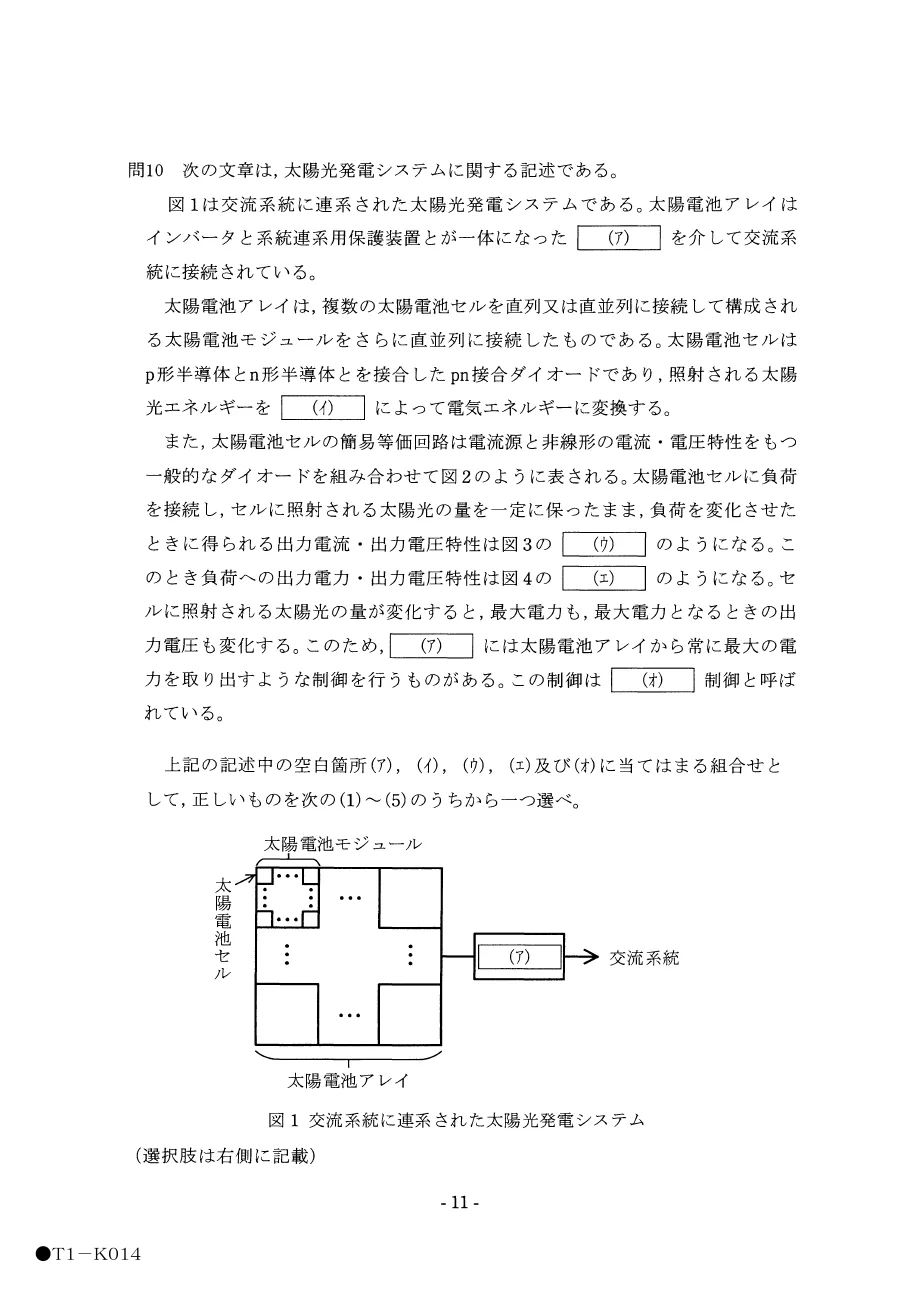 問10 次の文章は，太陽光発電システムに関する記述である。
図1は交流系統に連系された太陽光発電システムである。太陽電池アレイは
インバータと系統連系用保護装置とが一体になった (ア) を介して交流系
統に接続されている。
太陽電池アレイは，複数の太陽電池セルを直列又は直並列に接続して構成され
る太陽電池モジュールをさらに直並列に接続したものである。太陽電池セルは
p形半導体とn形半導体とを接合したpn接合ダイオードであり，照射される太陽
光エネルギーを (イ) によって電気エネルギーに変換する。
また，太陽電池セルの簡易等価回路は電流源と非線形の電流・電圧特性をもつ
一般的なダイオードを組み合わせて図2のように表される。太陽電池セルに負荷
を接続し，セルに照射される太陽光の量を一定に保ったまま，負荷を変化させた
ときに得られる出力電流・出力電圧特性は図3の (ウ) のようになる。こ
のとき負荷への出力電力・出力電圧特性は図4の (エ) のようになる。セ
ルに照射される太陽光の量が変化すると，最大電力も，最大電力となるときの出
力電圧も変化する。このため， (ア) には太陽電池アレイから常に最大の電
力を取り出すような制御を行うものがある。この制御は (オ) 制御と呼ば
れている。
上記の記述中の空白箇所(ア)，(イ)，(ウ)，(エ)及び(オ)に当てはまる組合せと
して，正しいものを次の(1)～(5)のうちから一つ選べ。
太陽電池モジュール
太陽電池セル
(ア)
交流系統
太陽電池アレイ
図1 交流系統に連系された太陽光発電システム
（選択肢は右側に記載）
- 11 -
●T1－K014